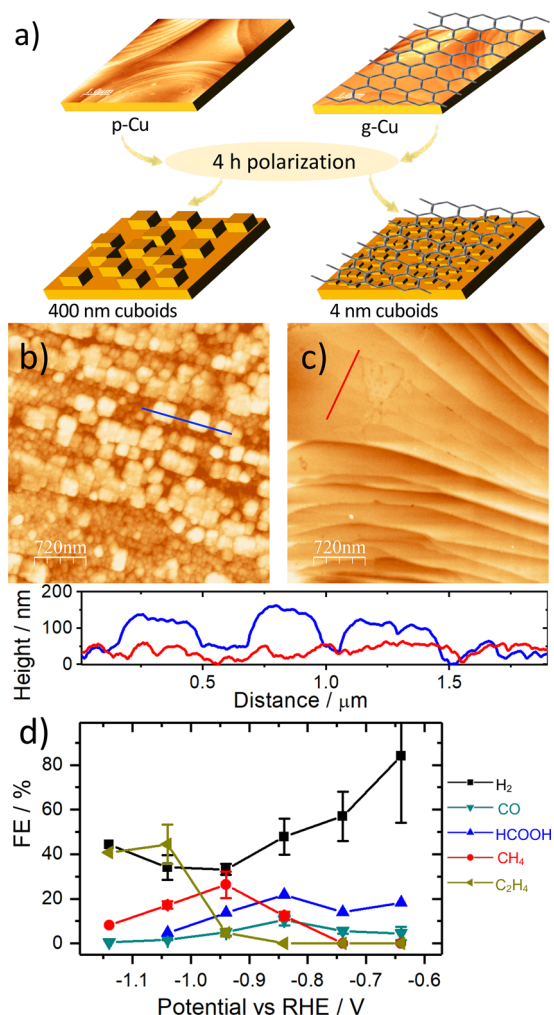 a)
p-Cu
g-Cu
4 h polarization
400 nm cuboids
4 nm cuboids
b)
c)
720nm
720nm
Height / nm
200
100
0
0.5
1.0
1.5
Distance / μm
d)
FE / %
80
60
40
20
0
-1.1
-1.0
-0.9
-0.8
-0.7
-0.6
Potential vs RHE / V
H₂
CO
HCOOH
CH₄
C₂H₄